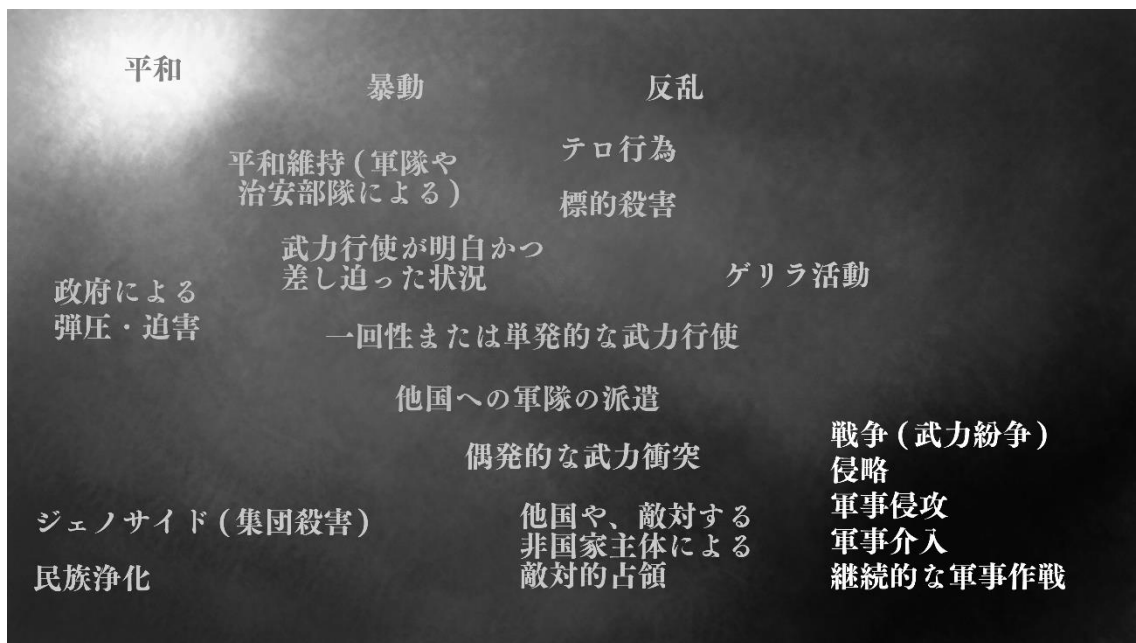 平和
暴動
反乱
平和維持(軍隊や
治安部隊による)
テロ行為
標的殺害
武力行使が明白かつ
差し迫った状況
ゲリラ活動
政府による
弾圧・迫害
一回性または単発的な武力行使
他国への軍隊の派遣
偶発的な武力衝突
戦争(武力紛争)
侵略
軍事侵攻
軍事介入
継続的な軍事作戦
ジェノサイド(集団殺害)
民族浄化
他国や、敵対する
非国家主体による
敵対的占領